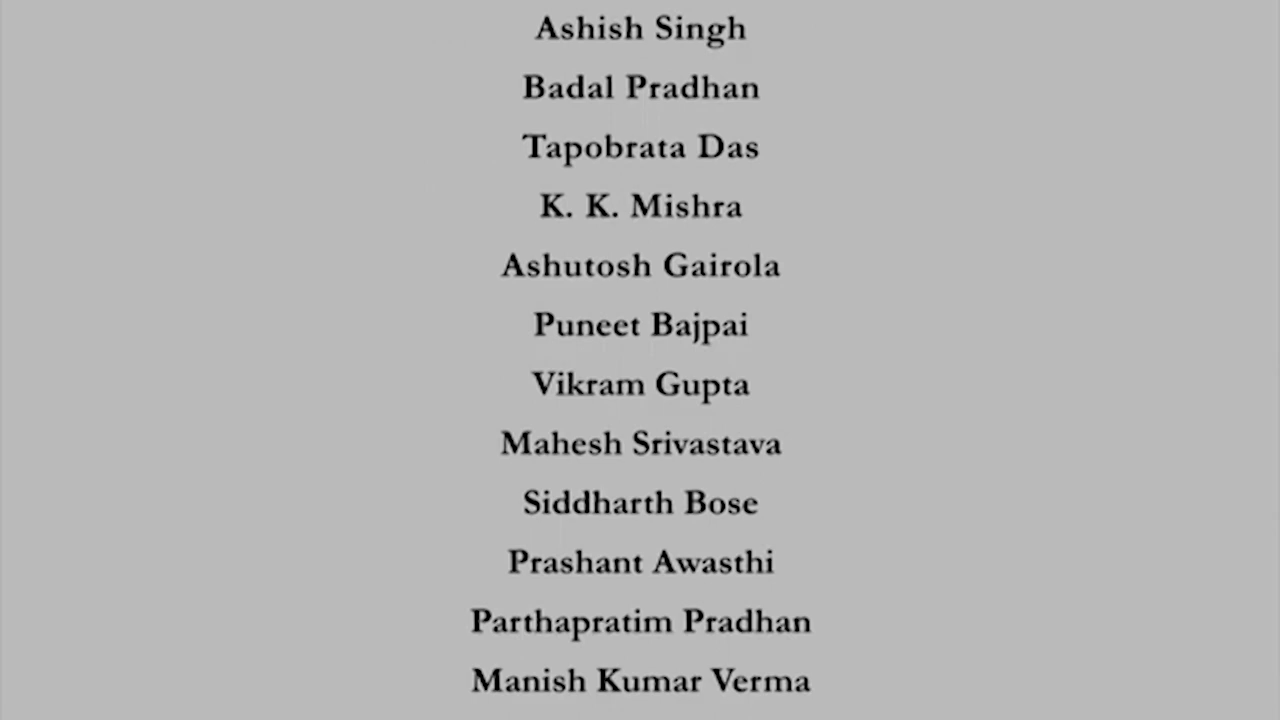 Ashish Singh
Badal Pradhan
Tapobrata Das
K. K. Mishra
Ashutosh Gairola
Puneet Bajpai
Vikram Gupta
Mahesh Srivastava
Siddharth Bose
Prashant Awasthi
Parthapratim Pradhan
Manish Kumar Verma